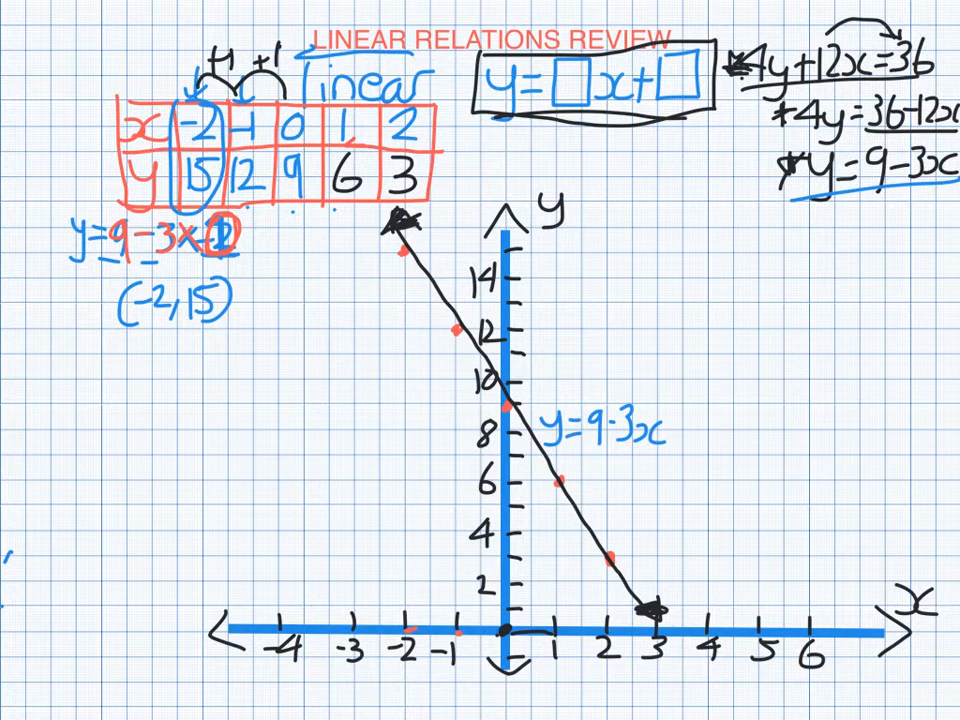 LINEAR RELATIONS REVIEW
+1 +1 linear
y=□x+□
4y+12x=36
4y=36-12x
y=9-3x
x -2 -1 0 1 2
y 15 12 9 6 3
y=9-3x
(-2,15)
y
14
12
10
8
y=9-3x
6
4
2
x
-4 -3 -2 -1 1 2 3 4 5 6